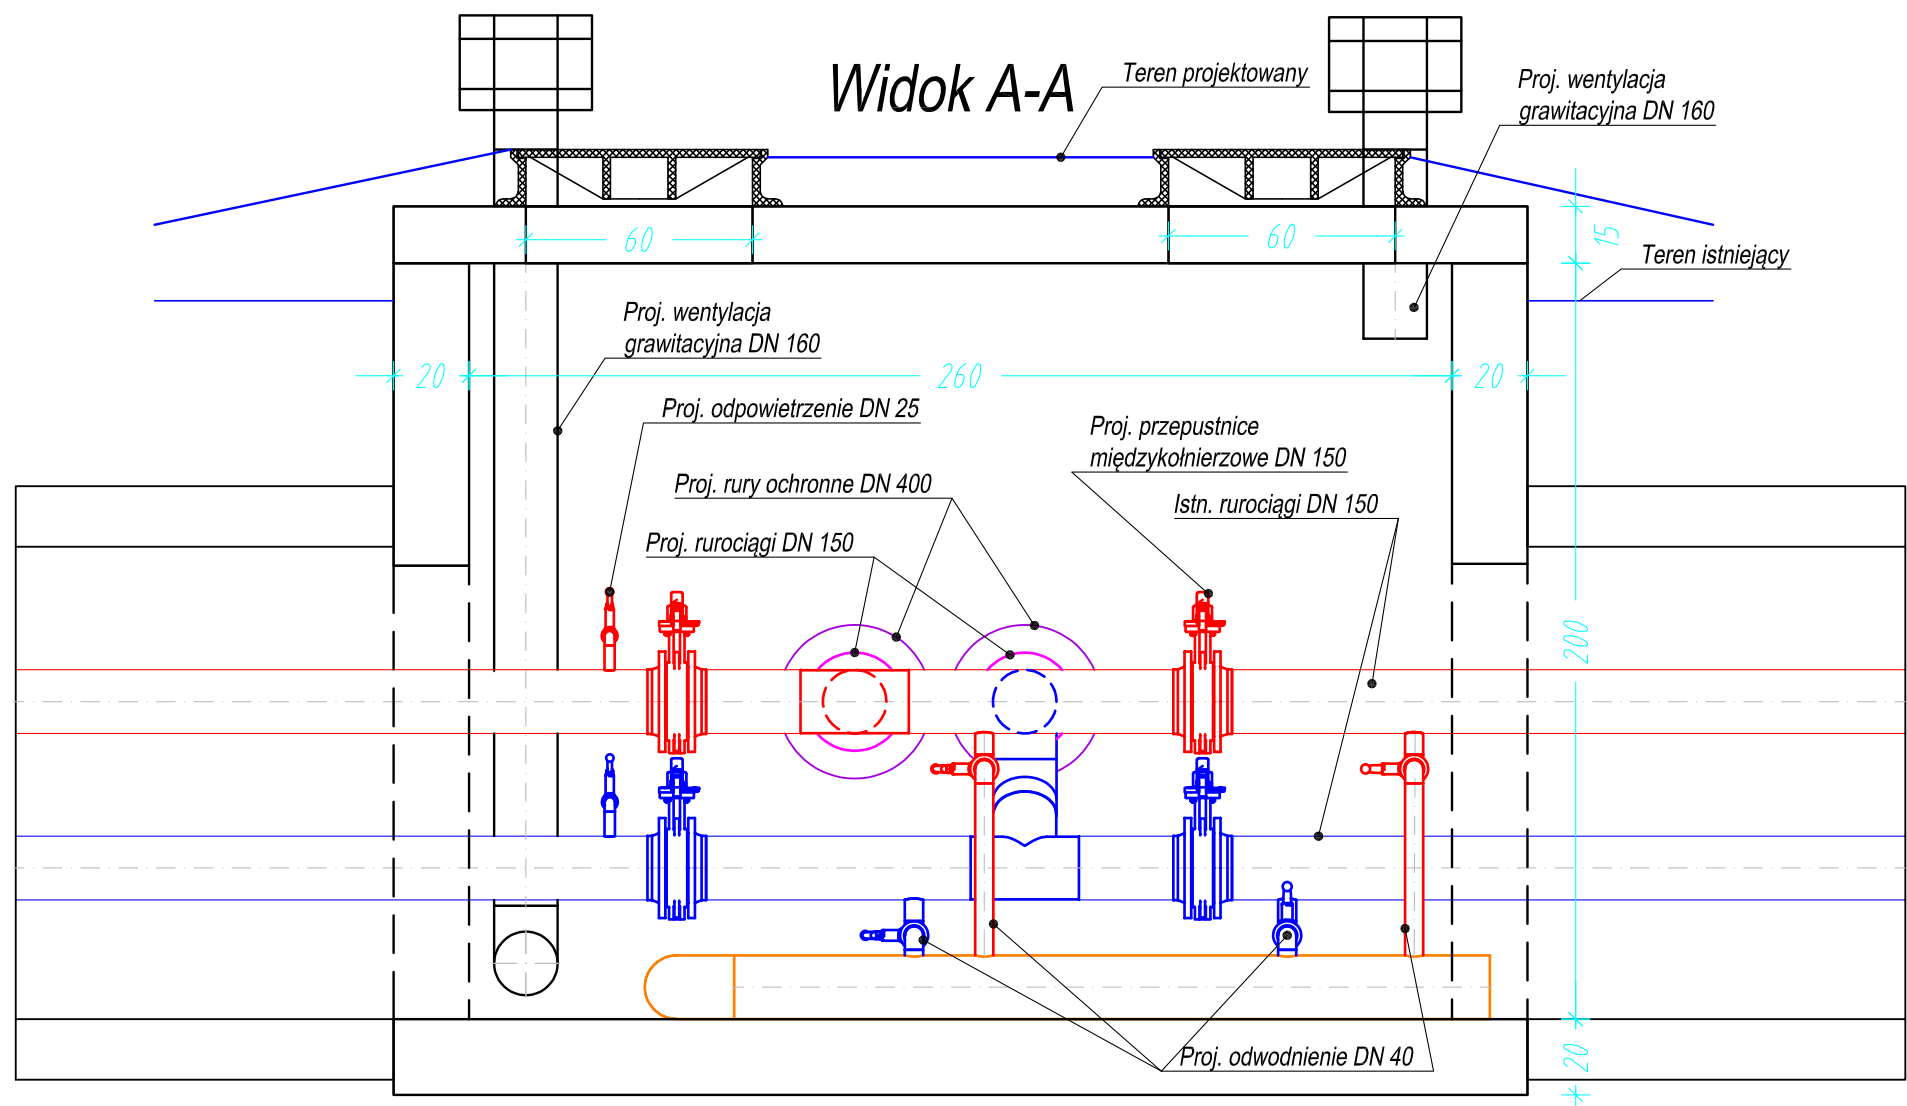 Widok A-A
Teren projektowany
Proj. wentylacja
grawitacyjna DN 160
60
60
15
Teren istniejący
Proj. wentylacja
grawitacyjna DN 160
20
260
20
Proj. odpowietrzenie DN 25
Proj. przepustnice
międzykołnierzowe DN 150
Proj. rury ochronne DN 400
Istn. rurociągi DN 150
Proj. rurociągi DN 150
200
Proj. odwodnienie DN 40
20